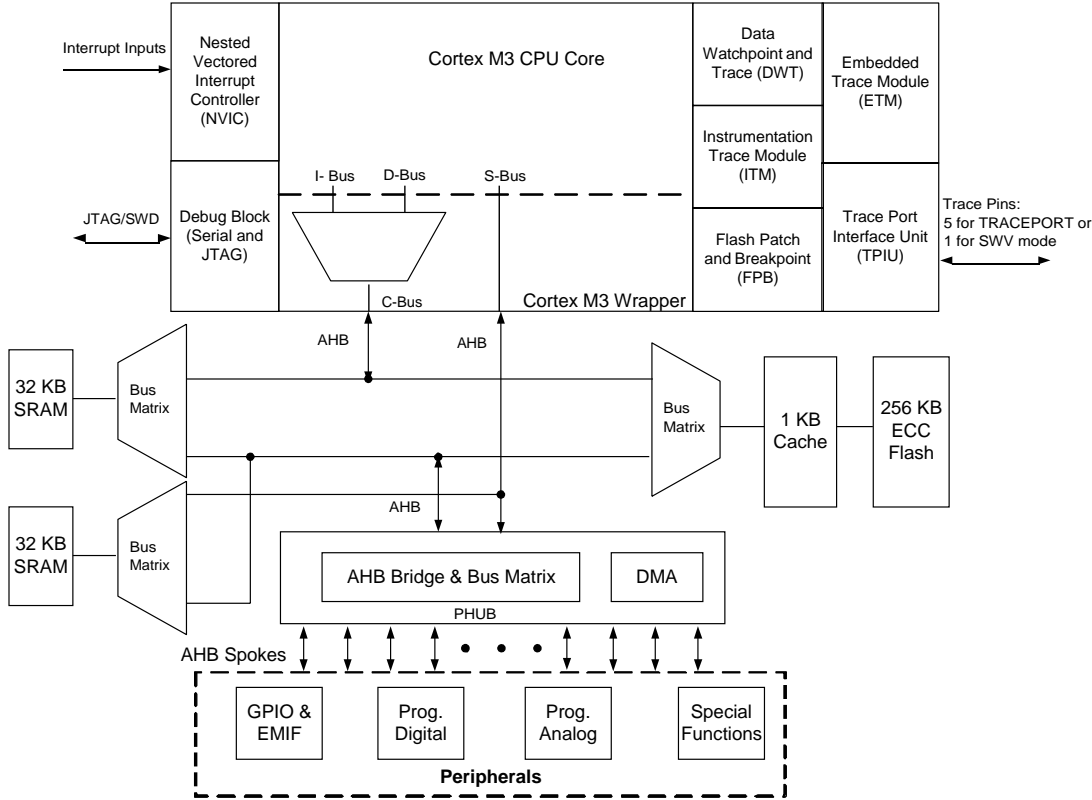 Interrupt Inputs
Nested
Vectored
Interrupt
Controller
(NVIC)
Cortex M3 CPU Core
Data
Watchpoint and
Trace (DWT)
Embedded
Trace Module
(ETM)
Instrumentation
Trace Module
(ITM)
I- Bus
D-Bus
S-Bus
JTAG/SWD
Debug Block
(Serial and
JTAG)
Flash Patch
and Breakpoint
(FPB)
Trace Port
Interface Unit
(TPIU)
Trace Pins:
5 for TRACEPORT or
1 for SWV mode
C-Bus
Cortex M3 Wrapper
AHB
AHB
32 KB
SRAM
Bus
Matrix
Bus
Matrix
1 KB
Cache
256 KB
ECC
Flash
AHB
32 KB
SRAM
Bus
Matrix
AHB Bridge & Bus Matrix
DMA
PHUB
AHB Spokes
GPIO &
EMIF
Prog.
Digital
Prog.
Analog
Special
Functions
Peripherals